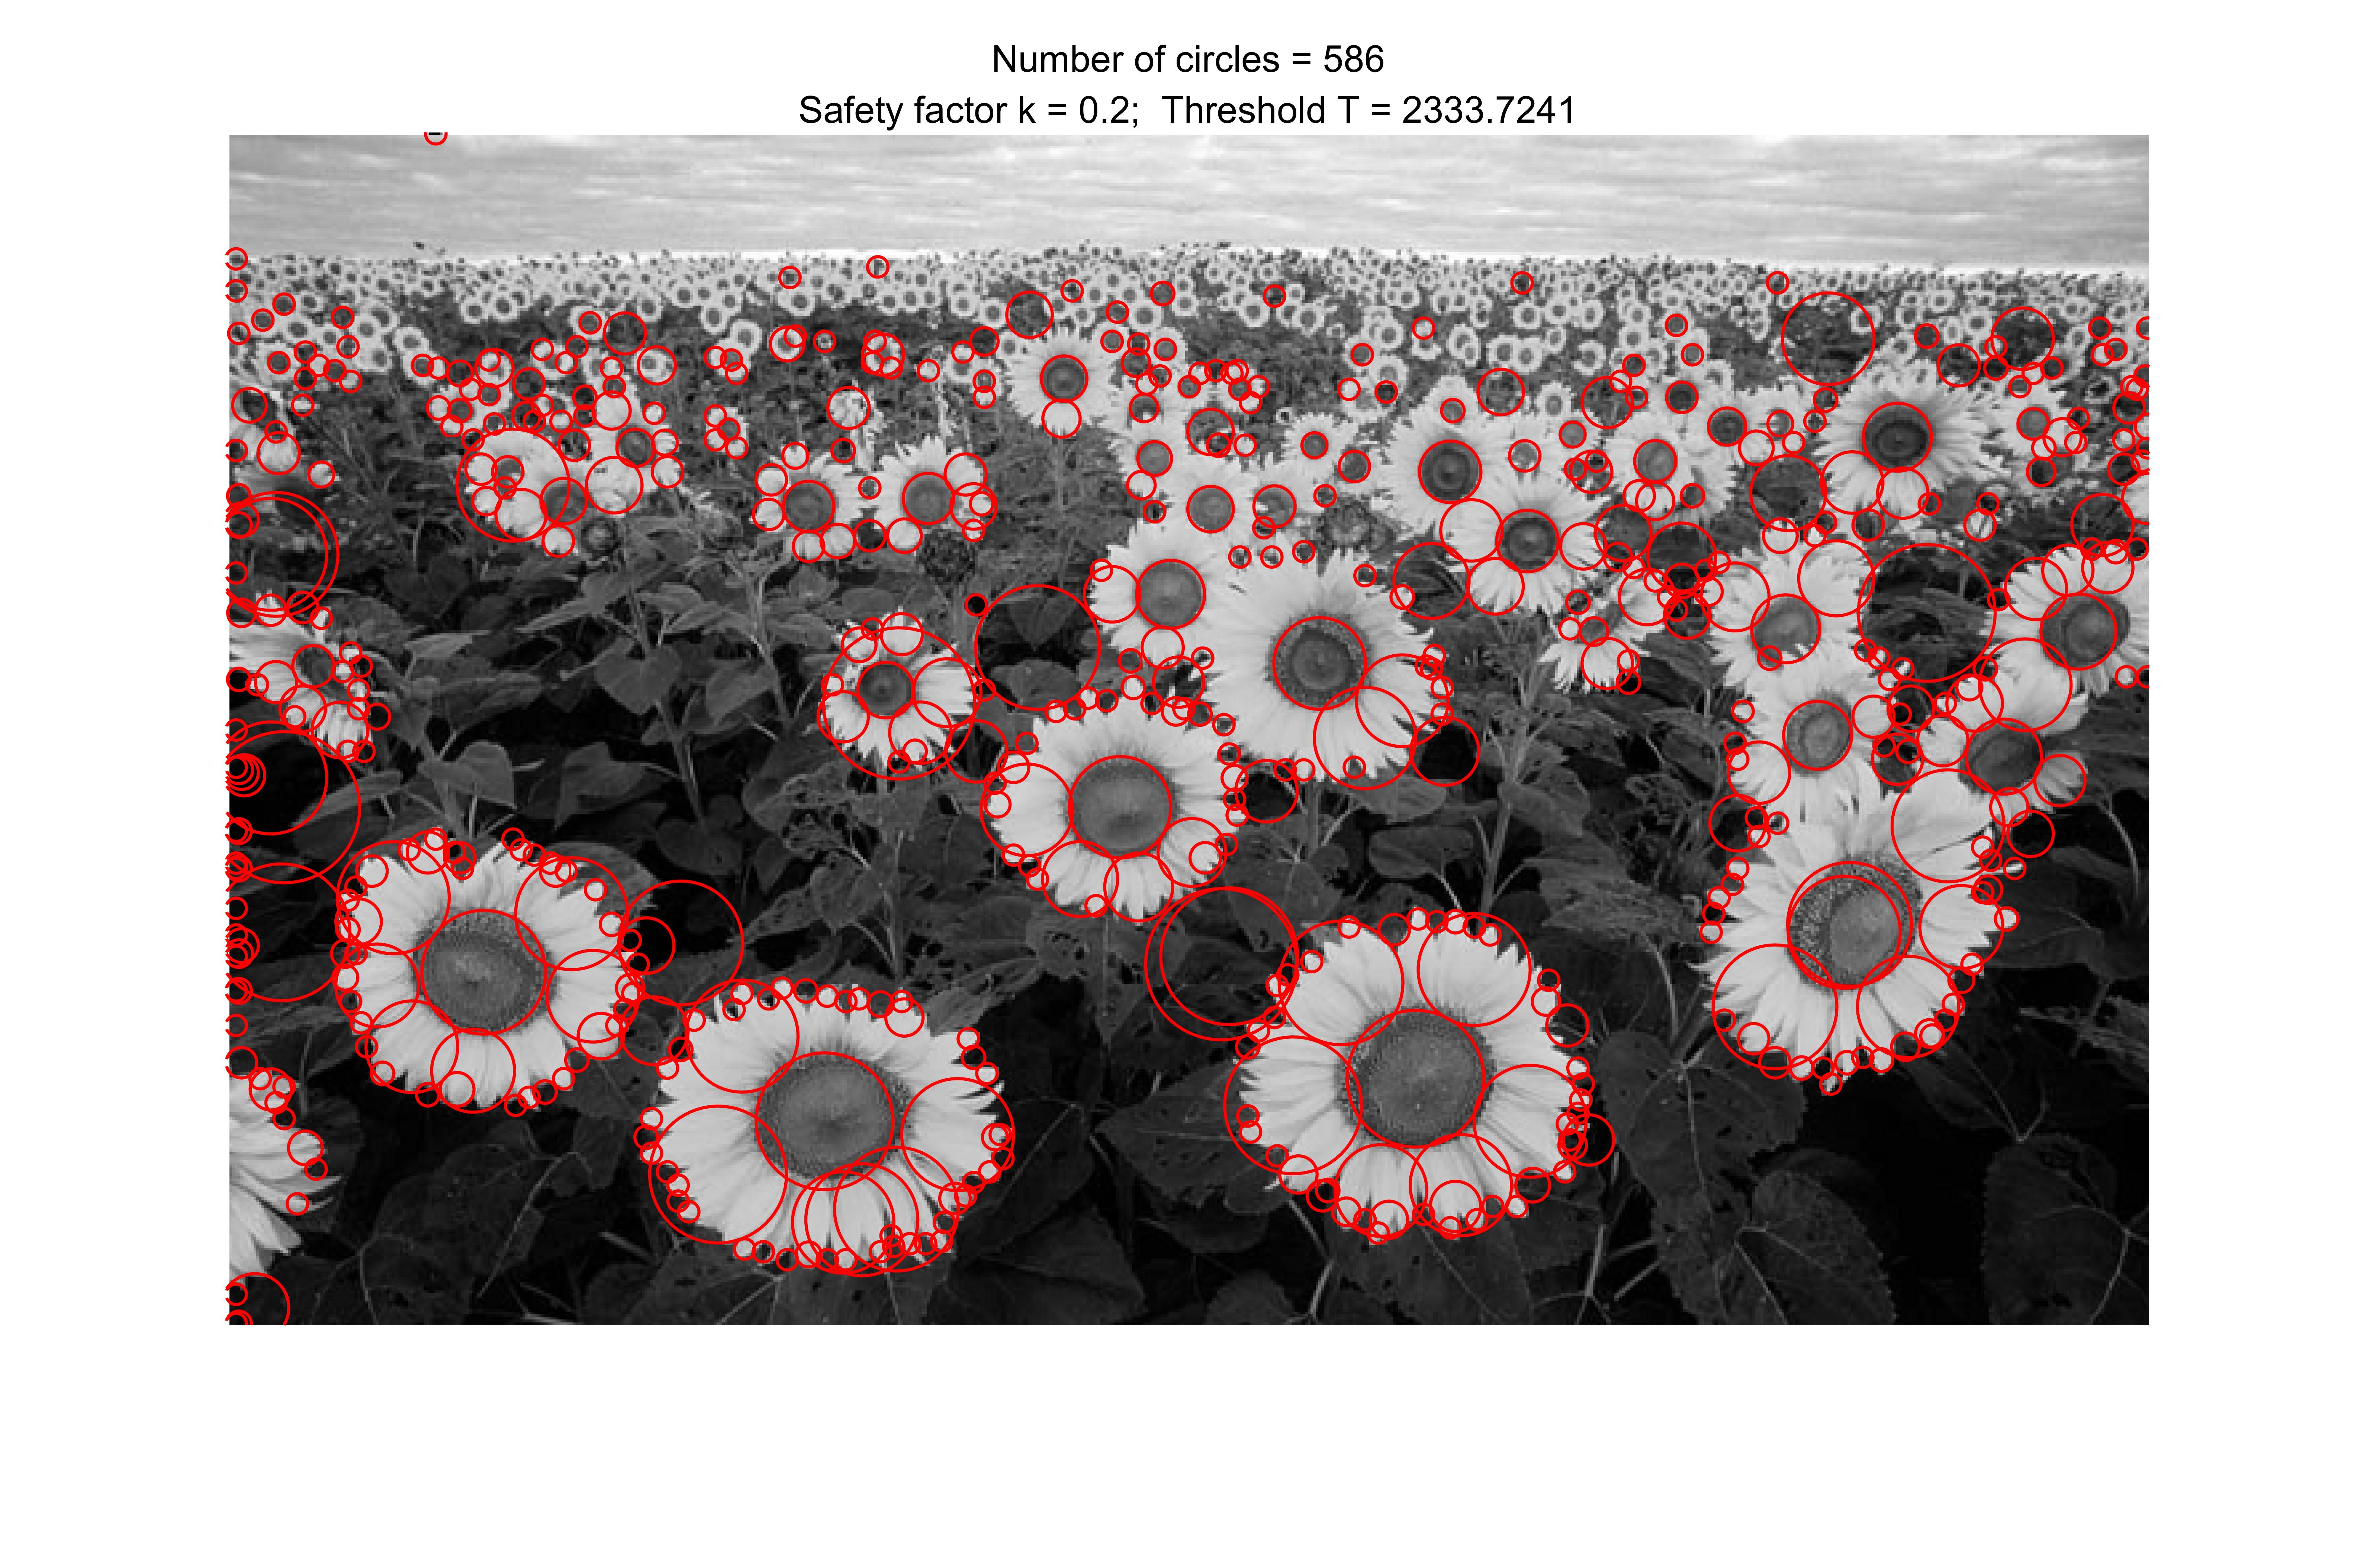 Number of circles = 586
Safety factor k = 0.2;  Threshold T = 2333.7241